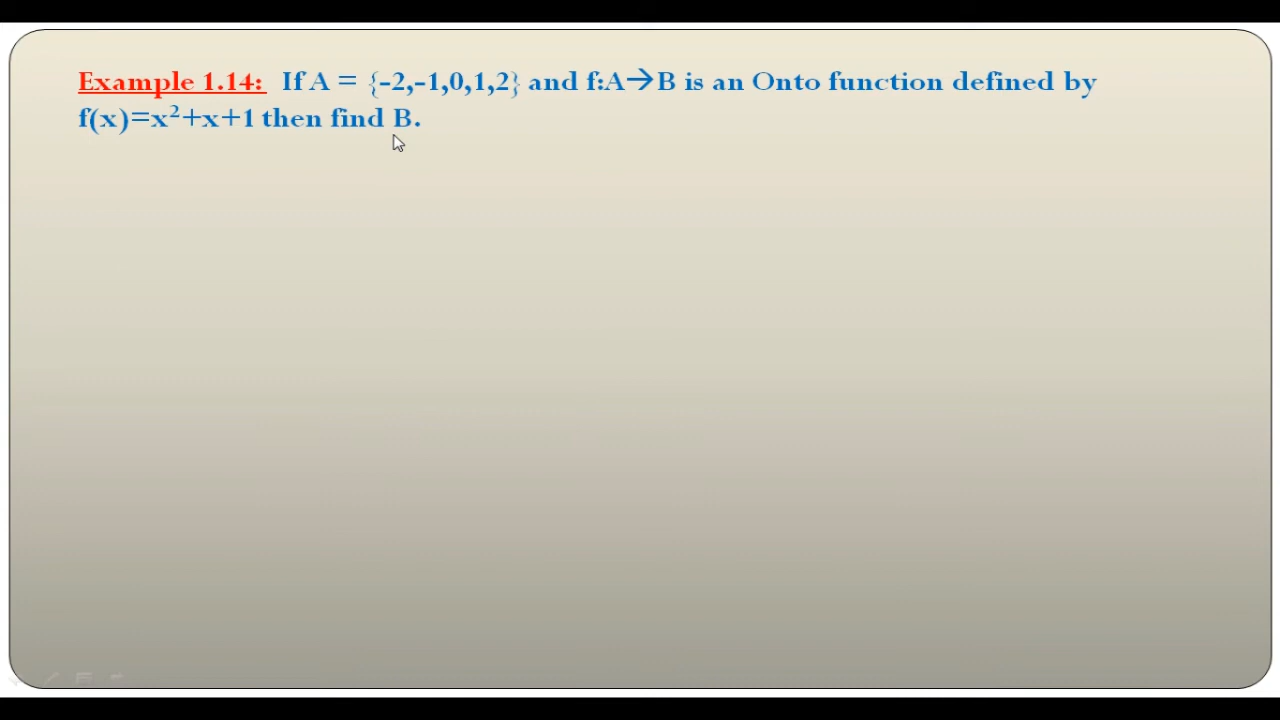 Example 1.14: If A = {-2,-1,0,1,2} and f:A→B is an Onto function defined by
f(x)=x²+x+1 then find B.